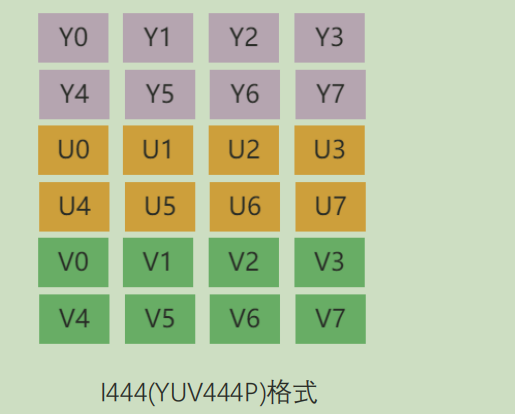 Y0 Y1 Y2 Y3
Y4 Y5 Y6 Y7
U0 U1 U2 U3
U4 U5 U6 U7
V0 V1 V2 V3
V4 V5 V6 V7
I444(YUV444P)格式